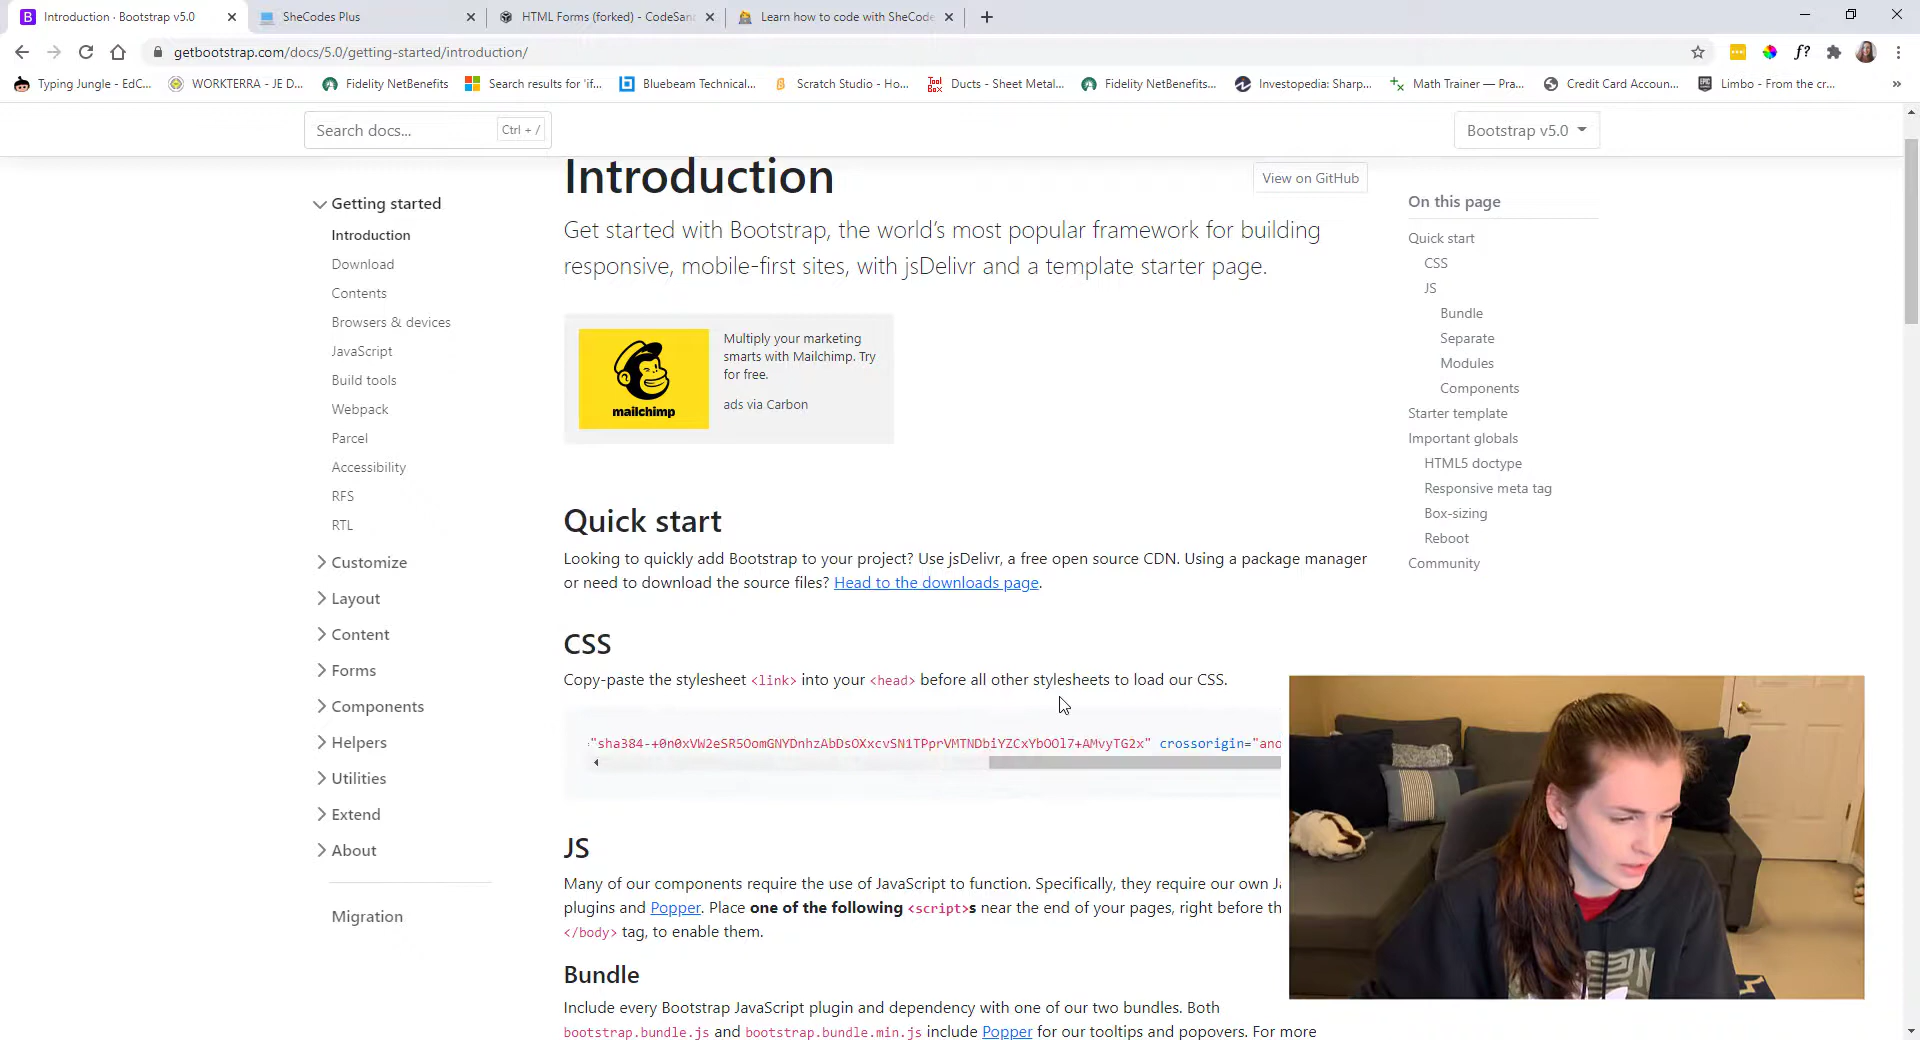 Introduction · Bootstrap v5.0
SheCodes Plus
HTML Forms (forked) - CodeSan
Learn how to code with SheCode
getbootstrap.com/docs/5.0/getting-started/introduction/
Typing Jungle - EdC...
WORKTERRA - JE D...
Fidelity NetBenefits
Search results for 'if...
Bluebeam Technical...
Scratch Studio - Ho...
Ducts - Sheet Metal...
Fidelity NetBenefits...
Investopedia: Sharp...
Math Trainer — Pra...
Credit Card Accoun...
Limbo - From the cr...
Search docs...
Ctrl + /
Bootstrap v5.0
Getting started
Introduction
Download
Contents
Browsers & devices
JavaScript
Build tools
Webpack
Parcel
Accessibility
RFS
RTL
Customize
Layout
Content
Forms
Components
Helpers
Utilities
Extend
About
Migration
Introduction
View on GitHub
Get started with Bootstrap, the world's most popular framework for building
responsive, mobile-first sites, with jsDelivr and a template starter page.
mailchimp
Multiply your marketing
smarts with Mailchimp. Try
for free.
ads via Carbon
Quick start
Looking to quickly add Bootstrap to your project? Use jsDelivr, a free open source CDN. Using a package manager
or need to download the source files? Head to the downloads page.
CSS
Copy-paste the stylesheet <link> into your <head> before all other stylesheets to load our CSS.
"sha384-+0n0xVW2eSR5OomGNYDnhzAbDsOXxcvSN1TPprVMTNDbiYZCxYbOOl7+AMvyTG2x" crossorigin="ano
JS
Many of our components require the use of JavaScript to function. Specifically, they require our own Ja
plugins and Popper. Place one of the following <script>s near the end of your pages, right before th
</body> tag, to enable them.
Bundle
Include every Bootstrap JavaScript plugin and dependency with one of our two bundles. Both
bootstrap.bundle.js and bootstrap.bundle.min.js include Popper for our tooltips and popovers. For more
On this page
Quick start
CSS
JS
Bundle
Separate
Modules
Components
Starter template
Important globals
HTML5 doctype
Responsive meta tag
Box-sizing
Reboot
Community